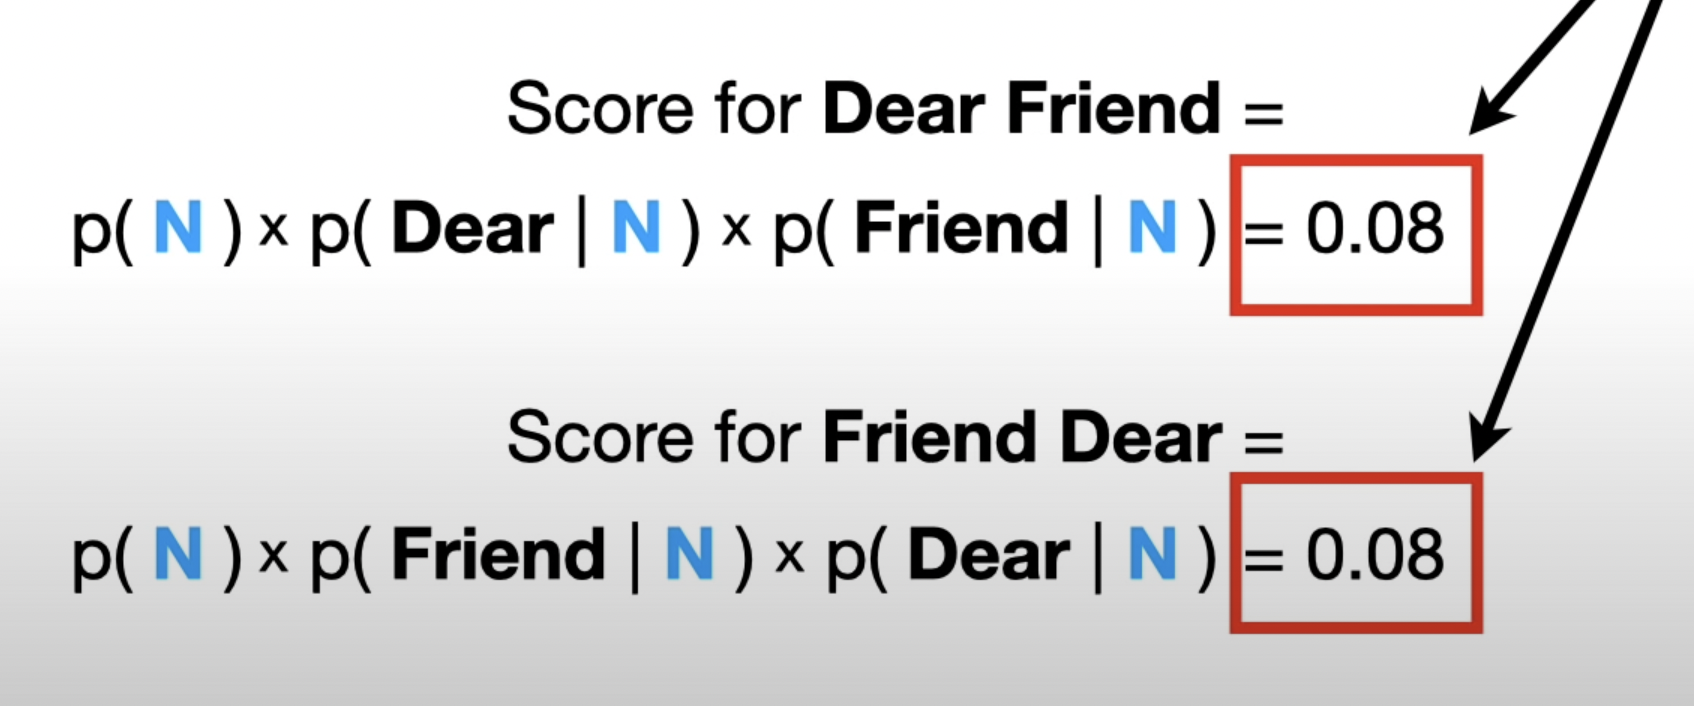 Score for Dear Friend =
p( N ) x p( Dear | N ) x p( Friend | N ) = 0.08
Score for Friend Dear =
p( N ) x p( Friend | N ) x p( Dear | N ) = 0.08